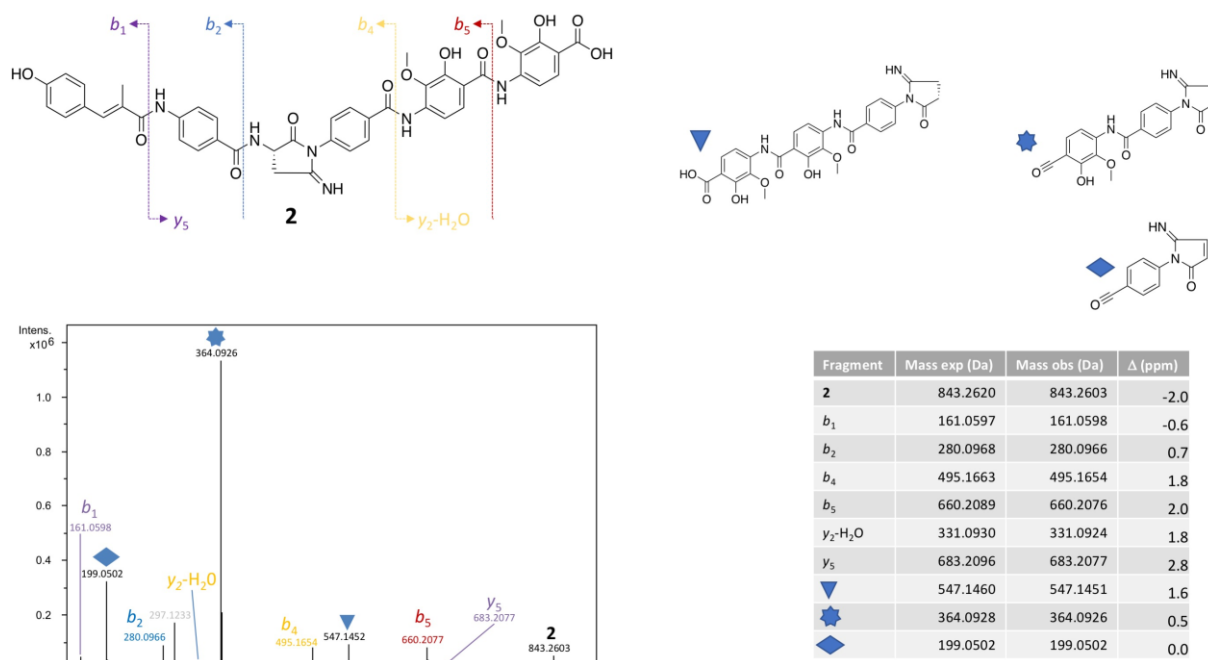 b1 b2 b4 b5
OH
O O OH O OH
HO O OH O N H O
N H O N N H
O O NH
2
y5 y2-H2O
HN
N
O
O N H O
N H O
HO O OH O OH O
HN
N
O
O N H O
O OH O
HN
N
O
O
Intens.
x10⁶
364.0926
1.0
0.8
0.6
b1
161.0598
0.4
199.0502
y2-H20
0.2
b2
280.0966
297.1233
b4
495.1654
547.1452
b5
660.2077
y5
683.2077
2
843.2603
Fragment Mass exp (Da) Mass obs (Da) Δ (ppm)
2 843.2620 843.2603 -2.0
b1 161.0597 161.0598 -0.6
b2 280.0968 280.0966 0.7
b4 495.1663 495.1654 1.8
b5 660.2089 660.2076 2.0
y2-H2O 331.0930 331.0924 1.8
y5 683.2096 683.2077 2.8
547.1460 547.1451 1.6
364.0928 364.0926 0.5
199.0502 199.0502 0.0